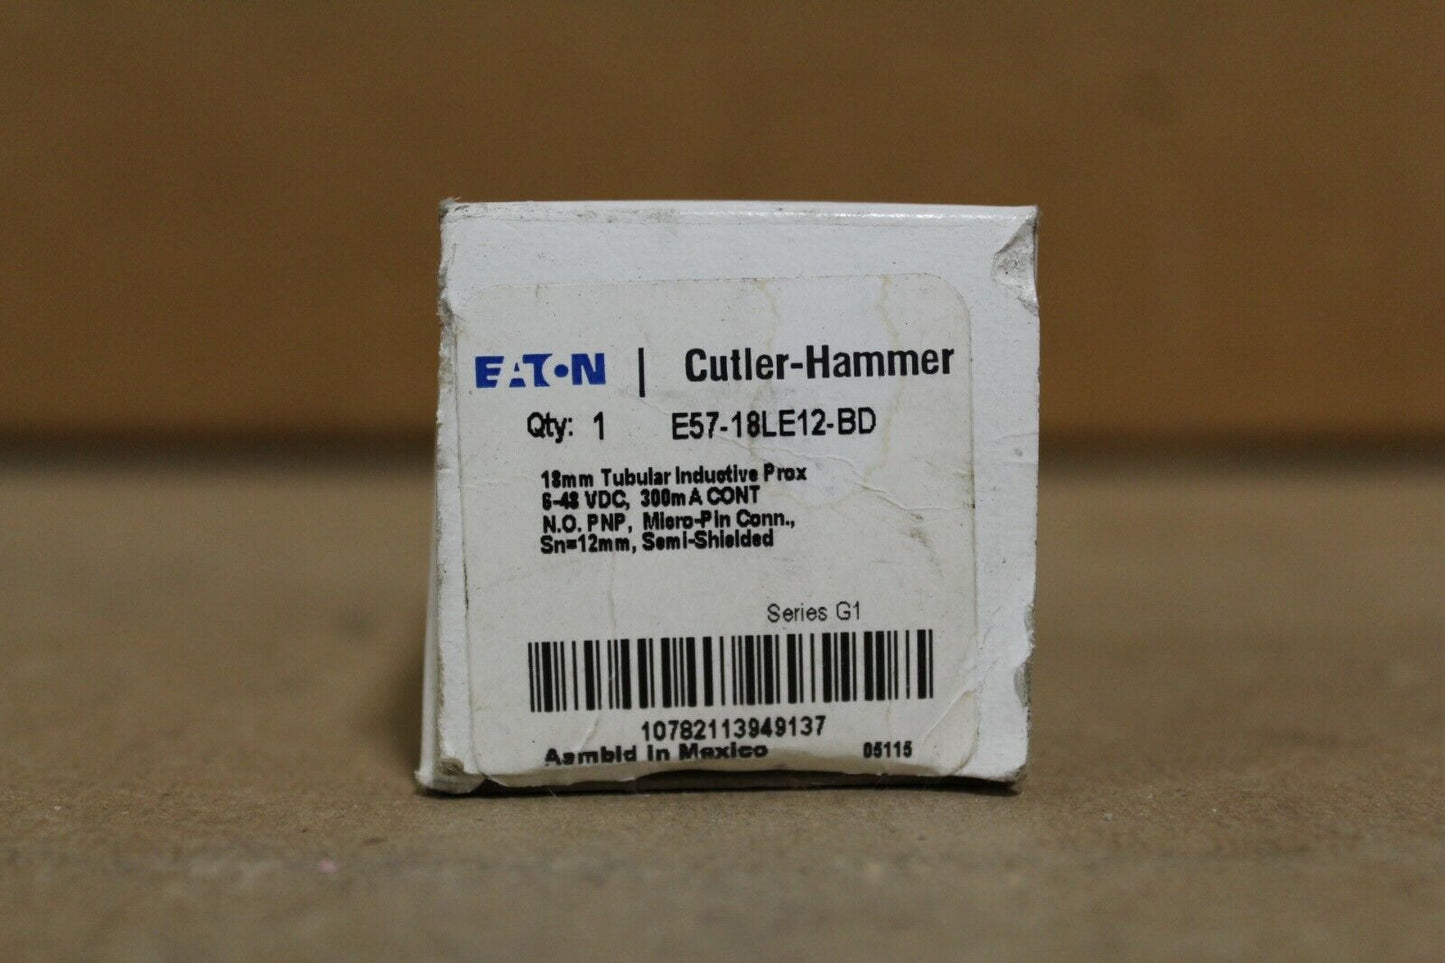 EATON | Cutler-Hammer
Qty: 1 E57-18LE12-BD
18mm Tubular Inductive Prox
6-48 VDC, 300mA CONT
N.O. PNP, Micro-Pin Conn.,
Sn=12mm, Semi-Shielded
Series G1
10782113949137
Asmbld in Mexico 05115